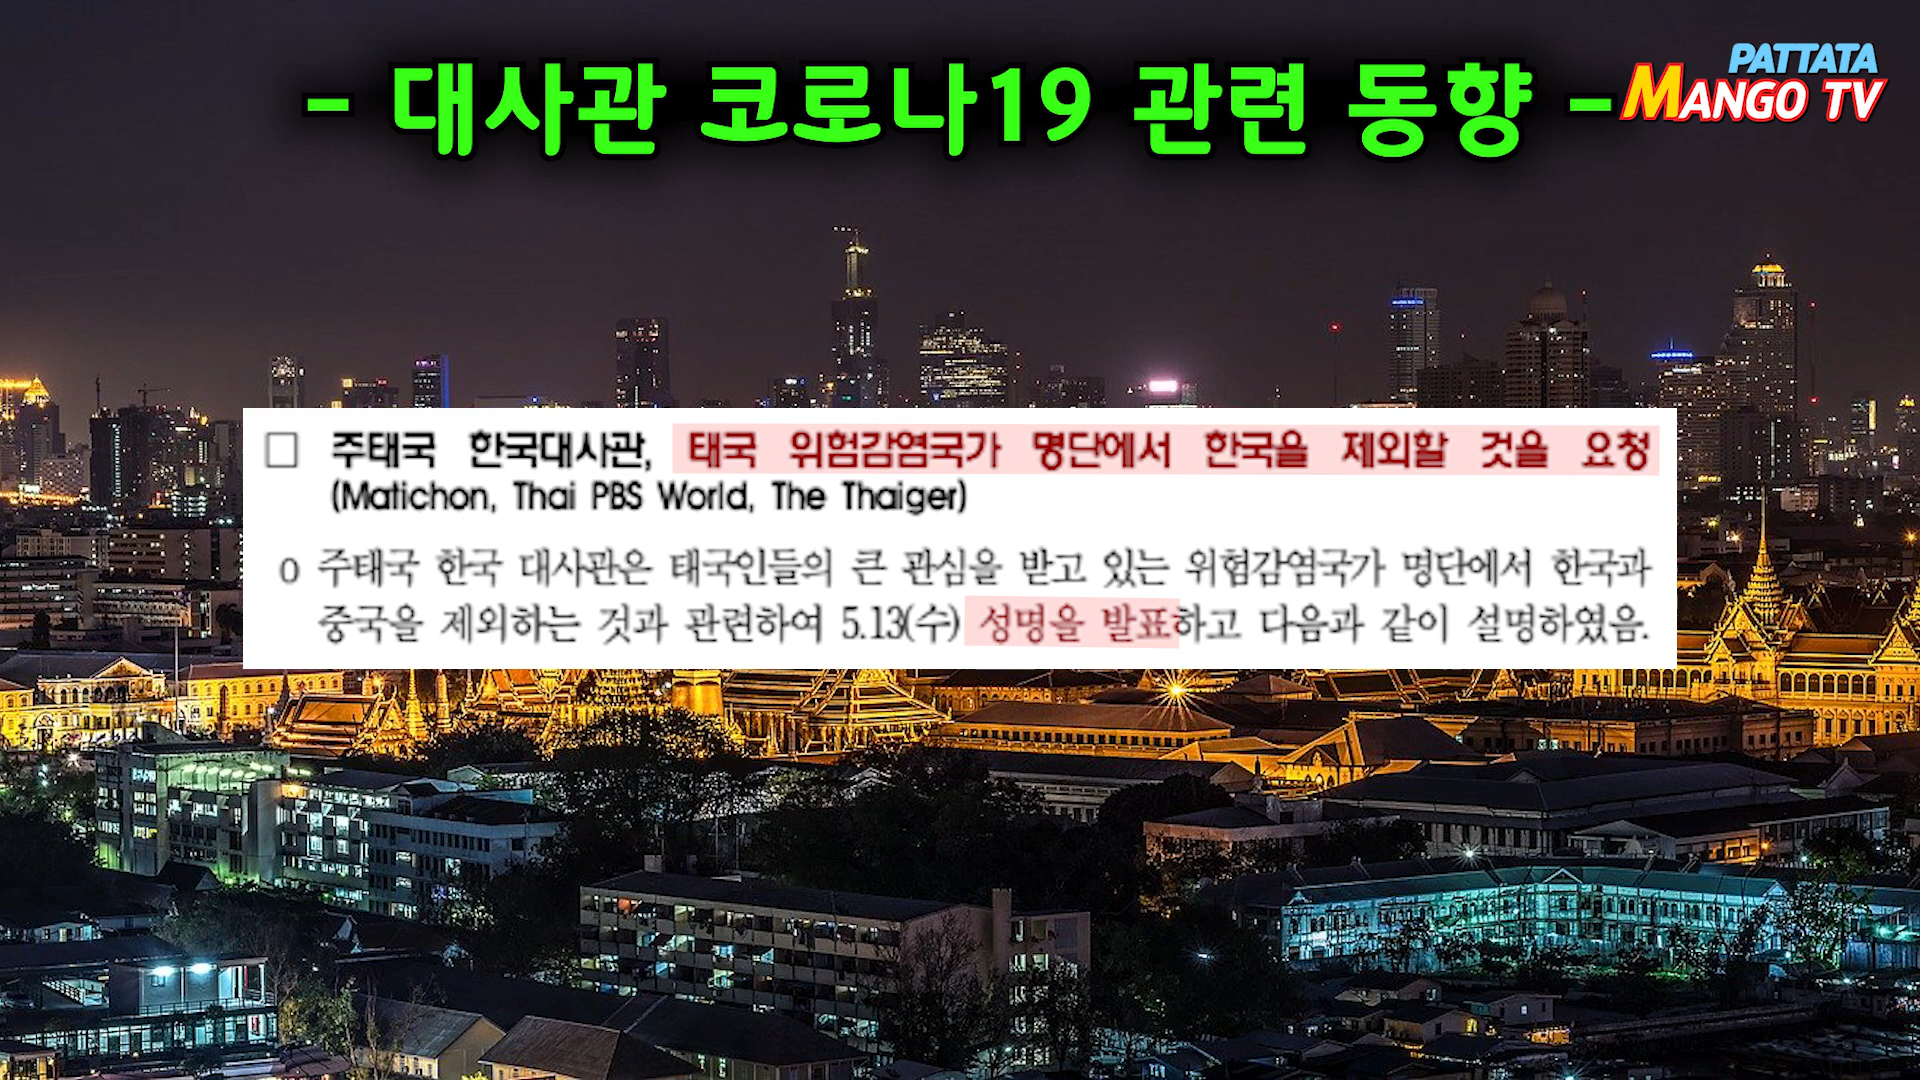 - 대사관 코로나19 관련 동향 -
PATTATA
MANGO TV
□ 주태국 한국대사관, 태국 위험감염국가 명단에서 한국을 제외할 것을 요청
(Matichon, Thai PBS World, The Thaiger)
o 주태국 한국 대사관은 태국인들의 큰 관심을 받고 있는 위험감염국가 명단에서 한국과
중국을 제외하는 것과 관련하여 5.13(수) 성명을 발표하고 다음과 같이 설명하였음.